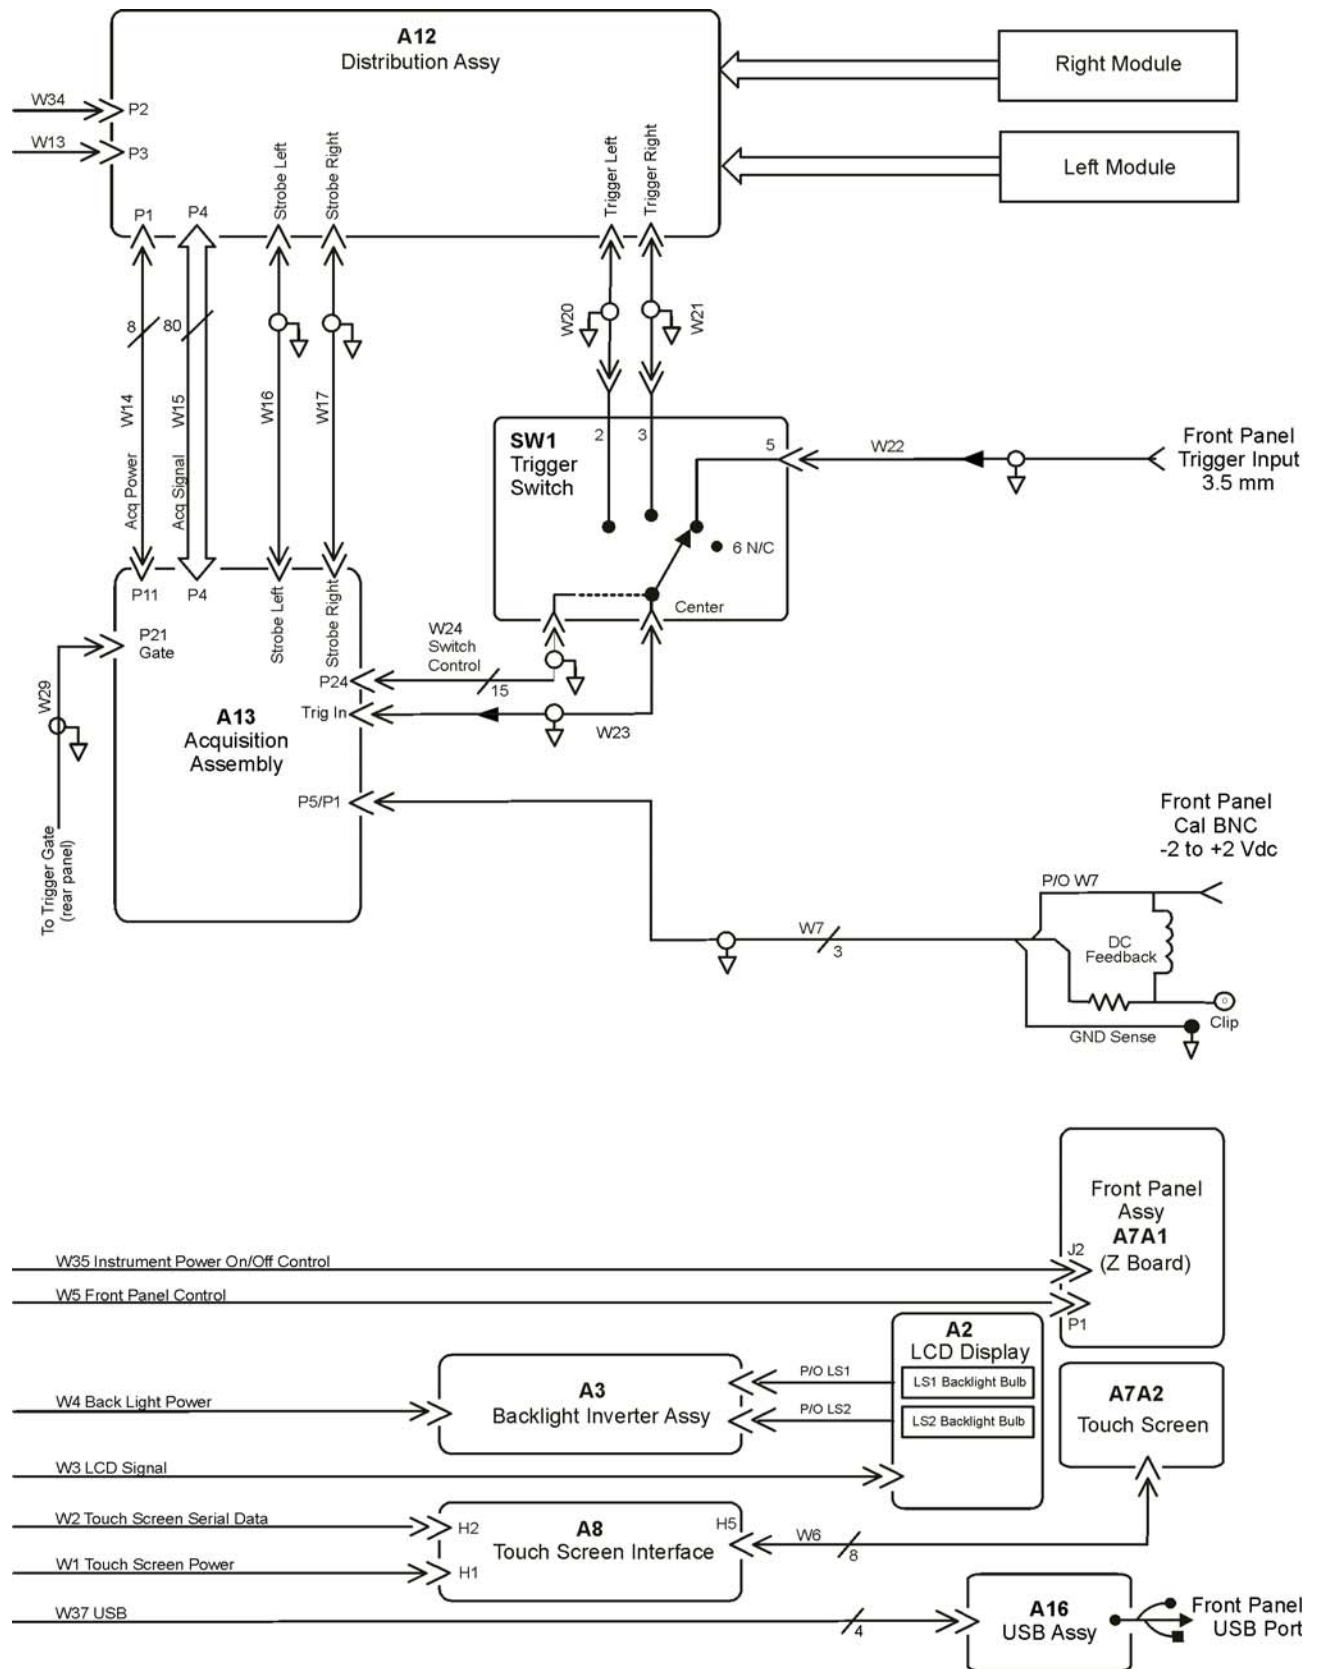 A12
Distribution Assy
Right Module
Left Module
W34
P2
W13
P3
P1
P4
Strobe Left
Strobe Right
Trigger Left
Trigger Right
8
80
W14
W15
W16
W17
Acq Power
Acq Signal
W20
W21
SW1
Trigger
Switch
2
3
5
6 N/C
Center
W22
Front Panel
Trigger Input
3.5 mm
P11
P4
Strobe Left
Strobe Right
P21
Gate
W29
To Trigger Gate
(rear panel)
A13
Acquisition
Assembly
P24
Trig In
P5/P1
W24
Switch
Control
15
W23
Front Panel
Cal BNC
-2 to +2 Vdc
P/O W7
W7
3
DC
Feedback
Clip
GND Sense
Front Panel
Assy
A7A1
(Z Board)
J2
P1
W35 Instrument Power On/Off Control
W5 Front Panel Control
A2
LCD Display
LS1 Backlight Bulb
LS2 Backlight Bulb
P/O LS1
P/O LS2
A3
Backlight Inverter Assy
W4 Back Light Power
A7A2
Touch Screen
W3 LCD Signal
W2 Touch Screen Serial Data
H2
A8
Touch Screen Interface
H5
W6
8
W1 Touch Screen Power
H1
W37 USB
4
A16
USB Assy
Front Panel
USB Port